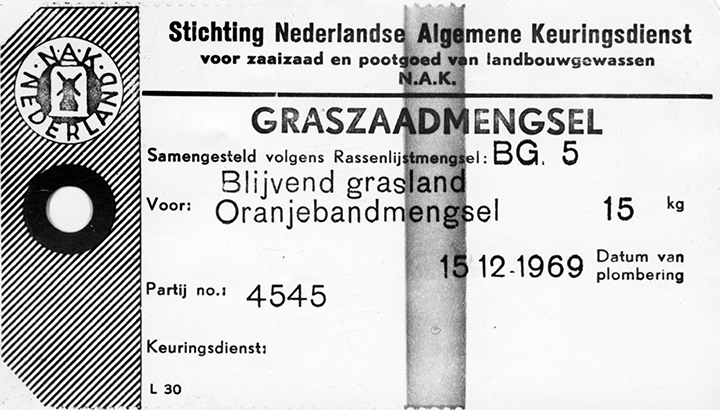 Stichting Nederlandse Algemene Keuringsdienst
voor zaaizaad en pootgoed van landbouwgewassen
N.A.K.
· N · A · K · NEDERLAND
GRASZAADMENGSEL
Samengesteld volgens Rassenlijstmengsel: BG. 5
Blijvend grasland
Voor: Oranjebandmengsel 15 kg
15 12-1969 Datum van
plombering
Partij no.: 4545
Keuringsdienst:
L 30